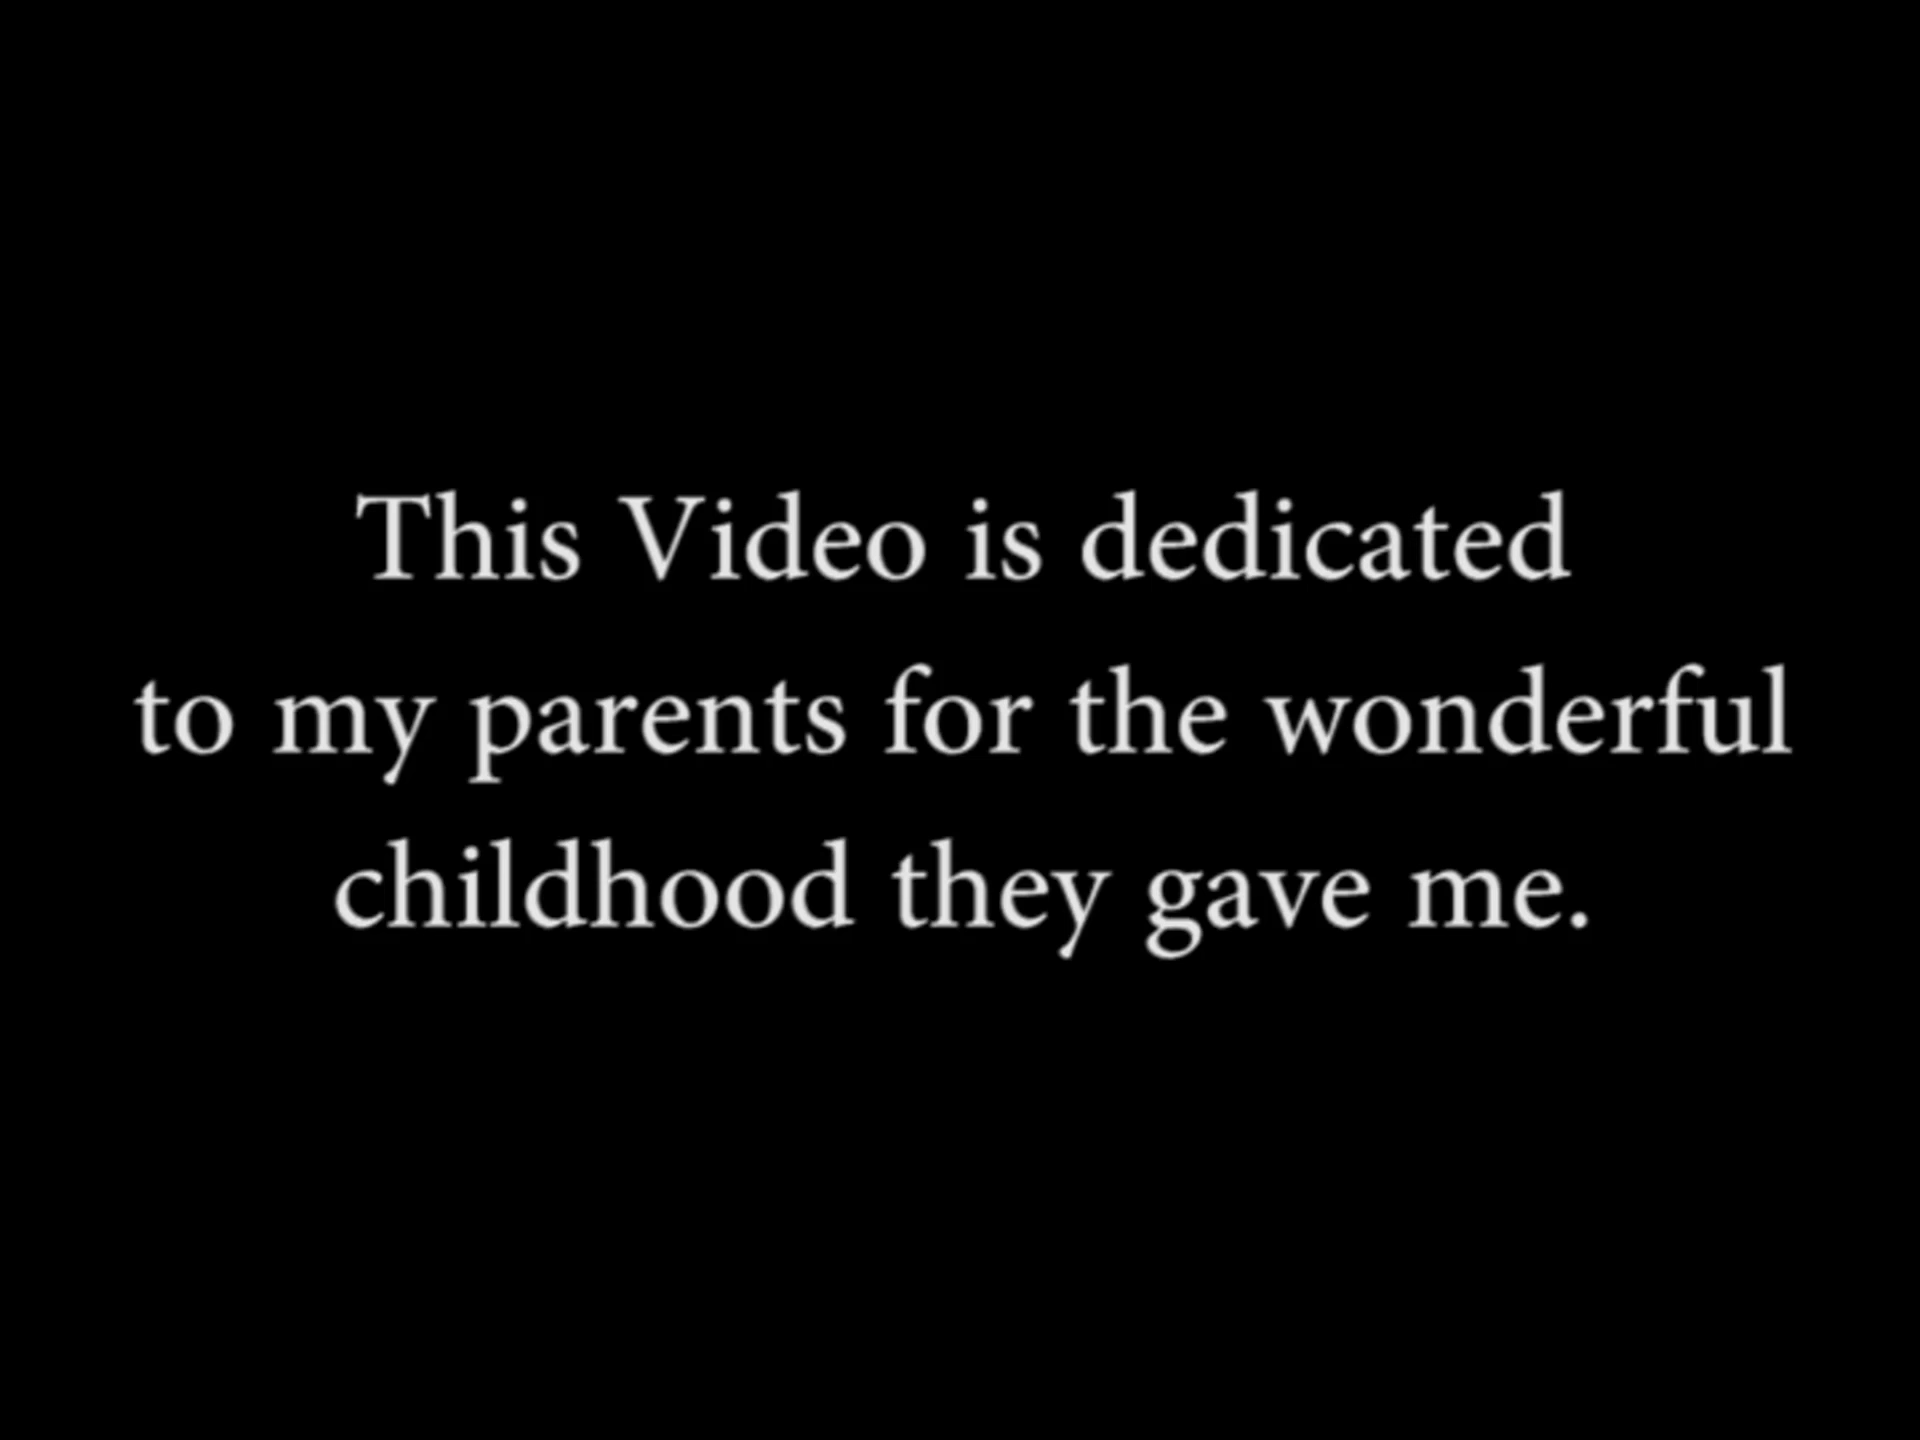 This Video is dedicated
to my parents for the wonderful
childhood they gave me.